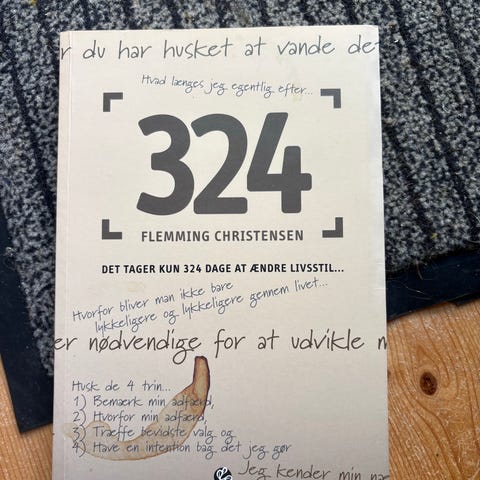 r du har husket at vande de
Hvad længes jeg egentlig efter...
324
FLEMMING CHRISTENSEN
DET TAGER KUN 324 DAGE AT ÆNDRE LIVSSTIL...
Hvorfor bliver man ikke bare
lykkeligere og lykkeligere gennem livet...
er nødvendige for at udvikle m
Husk de 4 trin...
1) Bemærk min adfærd,
2) Hvorfor min adfærd,
3) Træffe bevidste valg og
4) Have en intention bag det jeg gør
Jeg kender min næ